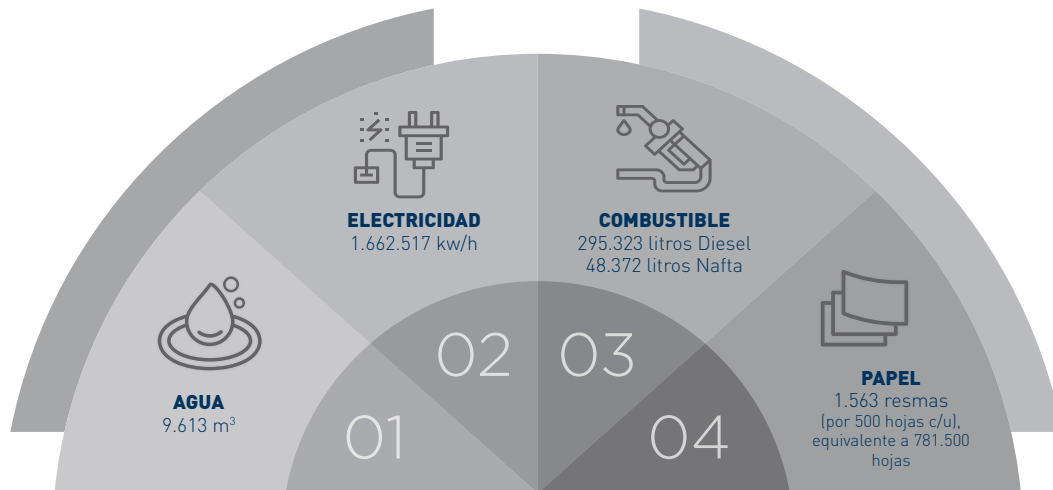 01
AGUA
9.613 m³
02
ELECTRICIDAD
1.662.517 kw/h
03
COMBUSTIBLE
295.323 litros Diesel
48.372 litros Nafta
04
PAPEL
1.563 resmas
(por 500 hojas c/u),
equivalente a 781.500
hojas